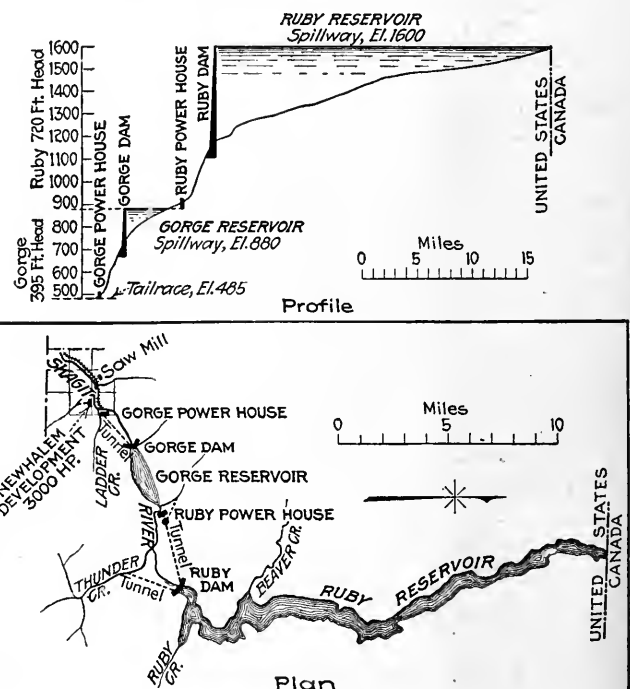 RUBY RESERVOIR
Spillway, El. 1600
1600
1500
1400
1300
1200
1100
1000
900
800
700
600
500
Ruby 720 Ft. Head
Gorge
395 Ft. Head
GORGE POWER HOUSE
GORGE DAM
RUBY POWER HOUSE
RUBY DAM
UNITED STATES
CANADA
GORGE RESERVOIR
Spillway, El. 880
Tailrace, El. 485
Miles
0 5 10 15
Profile
SKAGIT
Saw Mill
GORGE POWER HOUSE
Tunnel
GORGE DAM
GORGE RESERVOIR
NEWHALEM
DEVELOPMENT
3000 HP.
LADDER
CR.
RIVER
RUBY POWER HOUSE
Tunnel
RUBY
DAM
BEAVER CR.
THUNDER
CR.
Tunnel
RUBY
CR.
RUBY RESERVOIR
Miles
0 5 10
UNITED STATES
CANADA
Plan